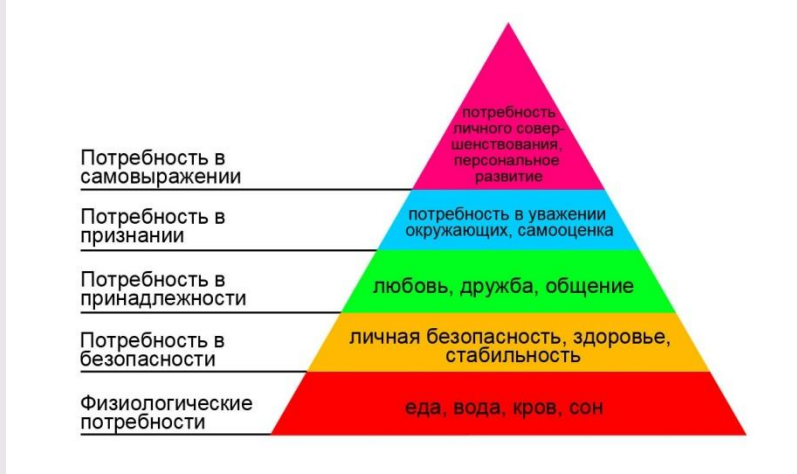 потребность
личного совер-
шенствования,
персональное
развитие
Потребность в
самовыражении
потребность в уважении
окружающих, самооценка
Потребность в
признании
любовь, дружба, общение
Потребность в
принадлежности
личная безопасность, здоровье,
стабильность
Потребность в
безопасности
еда, вода, кров, сон
Физиологические
потребности